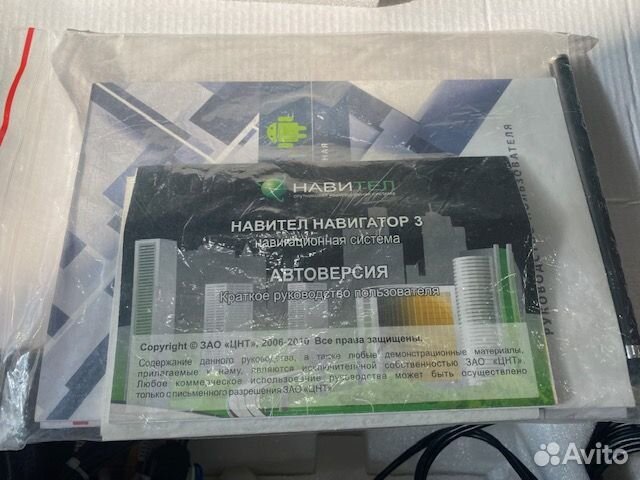 НАВИТЕЛ
НАВИТЕЛ НАВИГАТОР 3
навигационная система
АВТОВЕРСИЯ
Краткое руководство пользователя
Copyright © ЗАО «ЦНТ», 2006-2010 Все права защищены.
Содержание данного руководства, а также любые демонстрационные материалы,
прилагаемые к нему, являются исключительной собственностью ЗАО «ЦНТ».
Любое коммерческое использование руководства может быть осуществлено
только с письменного разрешения ЗАО «ЦНТ».
Avito